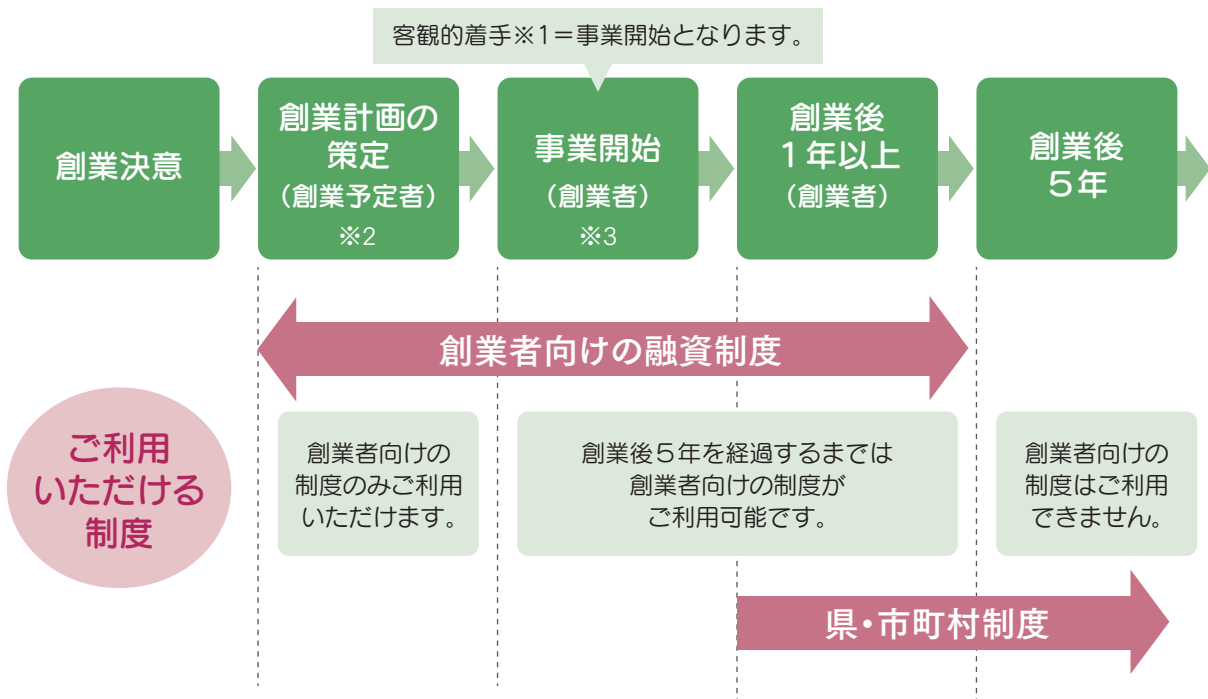 客観的着手※1＝事業開始となります。
創業決意
創業計画の
策定
（創業予定者）
※2
事業開始
（創業者）
※3
創業後
１年以上
（創業者）
創業後
５年
創業者向けの融資制度
ご利用
いただける
制度
創業者向けの
制度のみご利用
いただけます。
創業後５年を経過するまでは
創業者向けの制度が
ご利用可能です。
創業者向けの
制度はご利用
できません。
県・市町村制度